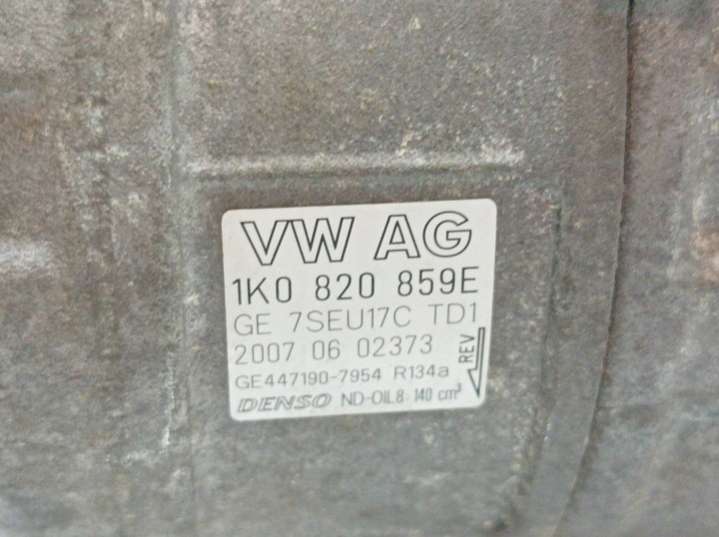 VW AG
1K0 820 859E
GE 7SEU17C TD1
2007 06 02373
REV
GE447190-7954 R134a
DENSO ND-OIL8: 140 cm³